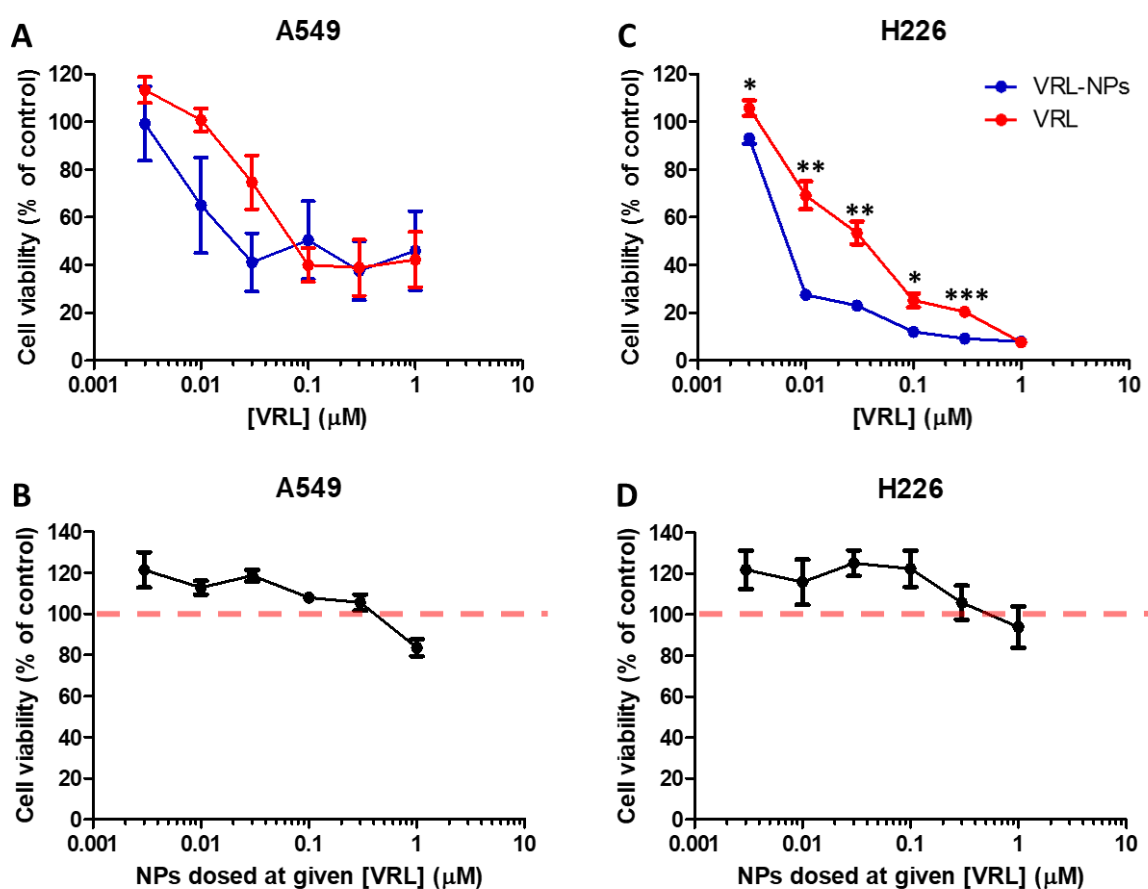 A
A549
Cell viability (% of control)
120
100
80
60
40
20
0
0.001 0.01 0.1 1 10
[VRL] (μM)
C
H226
VRL-NPs
VRL
Cell viability (% of control)
120
100
80
60
40
20
0
*
**
**
*
***
0.001 0.01 0.1 1 10
[VRL] (μM)
B
A549
Cell viability (% of control)
140
120
100
80
60
40
20
0
0.001 0.01 0.1 1 10
NPs dosed at given [VRL] (μM)
D
H226
Cell viability (% of control)
140
120
100
80
60
40
20
0
0.001 0.01 0.1 1 10
NPs dosed at given [VRL] (μM)